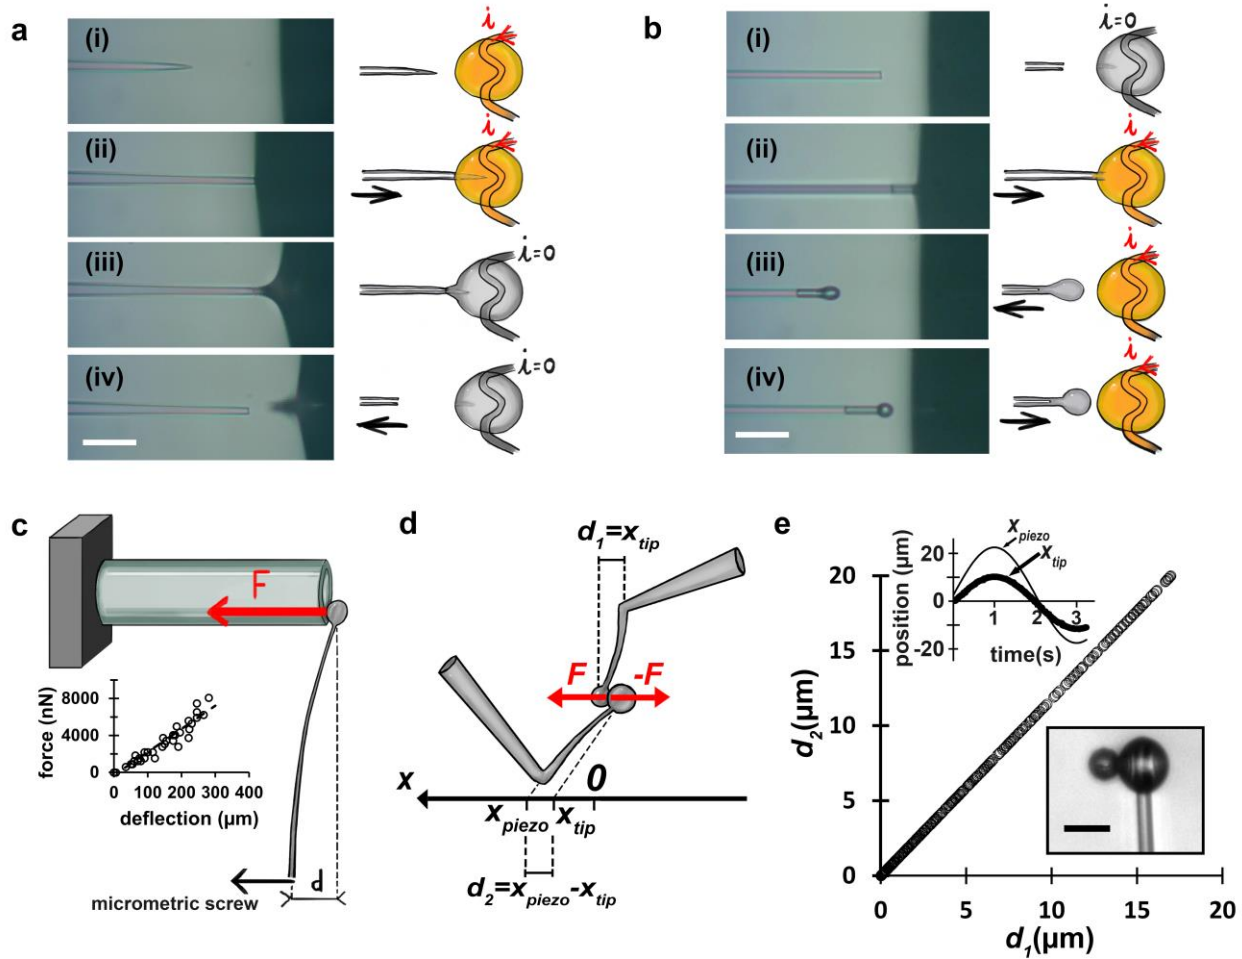 a
(i)
i
(ii)
i
(iii)
i=0
(iv)
i=0
b
(i)
i=0
(ii)
i
(iii)
i
(iv)
i
c
F
force (nN)
8000
4000
0
0 100 200 300 400
deflection (µm)
d
micrometric screw
d
d1=xtip
F -F
x 0
xpiezo xtip
d2=xpiezo-xtip
e
d2(µm)
20
15
10
5
0
0 5 10 15 20
d1(µm)
position (µm)
20
0
-20
1 2 3
time(s)
xpiezo
xtip